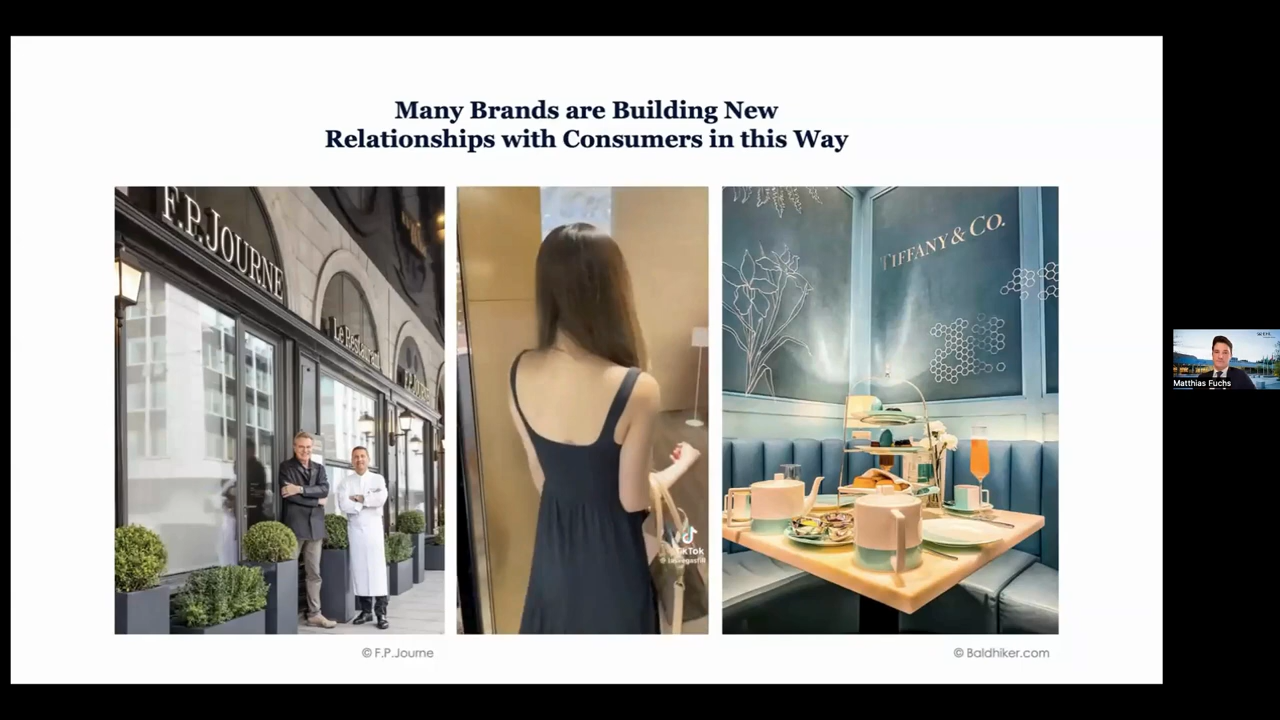 Many Brands are Building New
Relationships with Consumers in this Way
F.P.JOURNE
Le Restaurant
TIFFANY & CO.
TikTok
© F.P.Journe
© Baldhiker.com
Matthias Fuchs